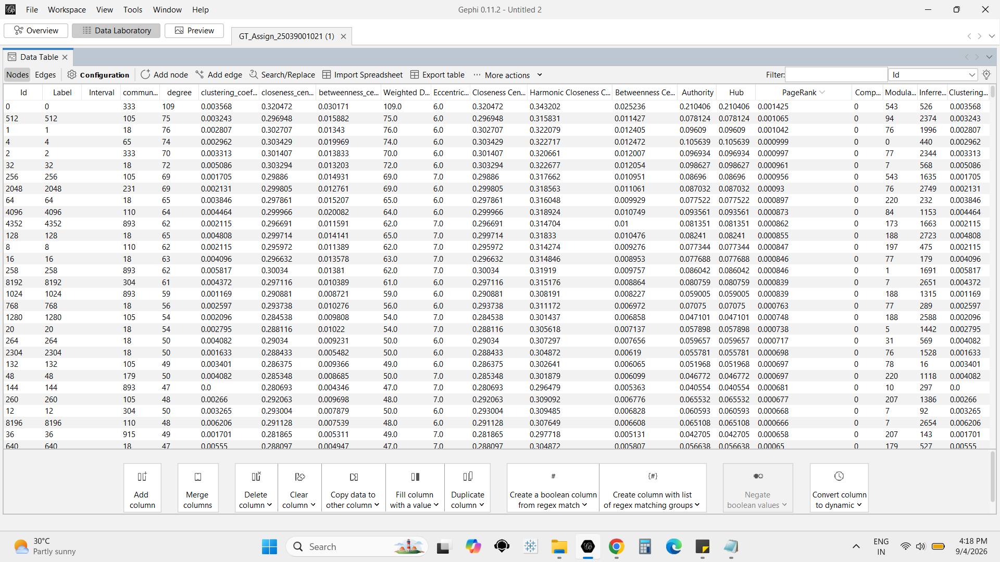 File Workspace View Tools Window Help Gephi 0.11.2 - Untitled 2
Overview Data Laboratory Preview GT_Assign_25039001021 (1)
Data Table
Nodes Edges Configuration Add node Add edge Search/Replace Import Spreadsheet Export table More actions Filter: Id
Id Label Interval commun... degree clustering_coef... closeness_cen... betweenness_ce... Weighted D... Eccentric... Closeness Cen... Harmonic Closeness C... Betweenness Ce... Authority Hub PageRank Comp... Modula... Inferre... Clustering...
0 0 333 109 0.003568 0.320472 0.030171 109.0 6.0 0.320472 0.343202 0.025236 0.210406 0.210406 0.001425 0 543 526 0.003568
512 512 105 75 0.003243 0.296948 0.015882 75.0 6.0 0.296948 0.315831 0.011427 0.078124 0.078124 0.001065 0 94 2374 0.003243
1 1 18 76 0.002807 0.302707 0.01343 76.0 6.0 0.302707 0.322079 0.012405 0.09609 0.09609 0.001042 0 76 1996 0.002807
4 4 65 74 0.002962 0.303429 0.019969 74.0 6.0 0.303429 0.322717 0.012472 0.105639 0.105639 0.000999 0 0 440 0.002962
2 2 333 70 0.003313 0.301407 0.013833 70.0 6.0 0.301407 0.320661 0.012007 0.096934 0.096934 0.000997 0 77 2344 0.003313
32 32 18 72 0.005086 0.303294 0.013203 72.0 6.0 0.303294 0.322677 0.012054 0.098627 0.098627 0.000961 0 7 568 0.005086
256 256 105 69 0.001705 0.29886 0.014931 69.0 7.0 0.29886 0.317662 0.010951 0.08696 0.08696 0.000956 0 543 1635 0.001705
2048 2048 231 69 0.002131 0.299805 0.012761 69.0 6.0 0.299805 0.318563 0.011061 0.087032 0.087032 0.00093 0 76 2749 0.002131
64 64 18 65 0.003846 0.297861 0.015207 65.0 6.0 0.297861 0.316048 0.009929 0.077522 0.077522 0.000897 0 220 232 0.003846
4096 4096 110 64 0.004464 0.299966 0.020082 64.0 6.0 0.299966 0.318924 0.010749 0.093561 0.093561 0.000873 0 84 1153 0.004464
4352 4352 893 62 0.002115 0.296691 0.011591 62.0 7.0 0.296691 0.314704 0.01 0.081351 0.081351 0.000862 0 173 1663 0.002115
128 128 18 65 0.004808 0.299714 0.014141 65.0 7.0 0.299714 0.31833 0.010476 0.08241 0.08241 0.000855 0 188 2723 0.004808
8 8 110 62 0.002115 0.295972 0.011389 62.0 7.0 0.295972 0.314274 0.009276 0.077344 0.077344 0.000847 0 197 475 0.002115
16 16 18 63 0.004096 0.296632 0.013578 63.0 7.0 0.296632 0.314846 0.008953 0.077688 0.077688 0.000846 0 77 179 0.004096
258 258 893 62 0.005817 0.30034 0.01381 62.0 7.0 0.30034 0.31919 0.009757 0.086042 0.086042 0.000846 0 1 1691 0.005817
8192 8192 304 61 0.004372 0.297116 0.010389 61.0 6.0 0.297116 0.315176 0.008864 0.080759 0.080759 0.000839 0 7 2651 0.004372
1024 1024 893 59 0.001169 0.290881 0.008721 59.0 6.0 0.290881 0.308191 0.008227 0.059005 0.059005 0.000839 0 188 1315 0.001169
768 768 18 56 0.002597 0.293738 0.010276 56.0 6.0 0.293738 0.311172 0.006972 0.07075 0.07075 0.000763 0 77 289 0.002597
1280 1280 105 54 0.002096 0.284538 0.009808 54.0 7.0 0.284538 0.301437 0.006858 0.047101 0.047101 0.000748 0 188 2588 0.002096
20 20 18 54 0.002795 0.288116 0.01022 54.0 7.0 0.288116 0.305618 0.007137 0.057898 0.057898 0.000738 0 5 1442 0.002795
264 264 18 50 0.004082 0.29034 0.009231 50.0 6.0 0.29034 0.307297 0.007656 0.059657 0.059657 0.000717 0 31 569 0.004082
2304 2304 18 50 0.001633 0.288433 0.005482 50.0 6.0 0.288433 0.304872 0.00619 0.055781 0.055781 0.000698 0 76 1528 0.001633
132 132 105 49 0.003401 0.286375 0.009366 49.0 6.0 0.286375 0.302641 0.006065 0.051968 0.051968 0.000697 0 78 16 0.003401
48 48 179 50 0.004082 0.285348 0.008685 50.0 7.0 0.285348 0.301879 0.006099 0.046772 0.046772 0.000697 0 220 1118 0.004082
144 144 893 47 0.0 0.280693 0.004346 47.0 7.0 0.280693 0.296479 0.005363 0.040554 0.040554 0.000681 0 10 297 0.0
260 260 105 48 0.00266 0.292063 0.009698 48.0 7.0 0.292063 0.309092 0.006776 0.065532 0.065532 0.000677 0 207 1386 0.00266
12 12 304 50 0.003265 0.293004 0.007879 50.0 6.0 0.293004 0.309485 0.006828 0.060593 0.060593 0.000668 0 7 92 0.003265
8196 8196 110 48 0.006206 0.291128 0.007539 48.0 6.0 0.291128 0.307649 0.006608 0.065108 0.065108 0.000666 0 7 2654 0.006206
36 36 915 49 0.001701 0.281865 0.005311 49.0 7.0 0.281865 0.297718 0.005131 0.042705 0.042705 0.000658 0 207 143 0.001701
640 640 18 47 0.00555 0.288097 0.004947 47.0 7.0 0.288097 0.304872 0.005807 0.056638 0.056638 0.00065 0 179 527 0.00555
Add Merge Delete Clear Copy data to Fill column Duplicate Create a boolean column Create column with list Negate Convert column
column columns column column other column with a value column from regex match of regex matching groups boolean values to dynamic
30°C
Partly sunny
Search
ENG
IN
4:18 PM
9/4/2026